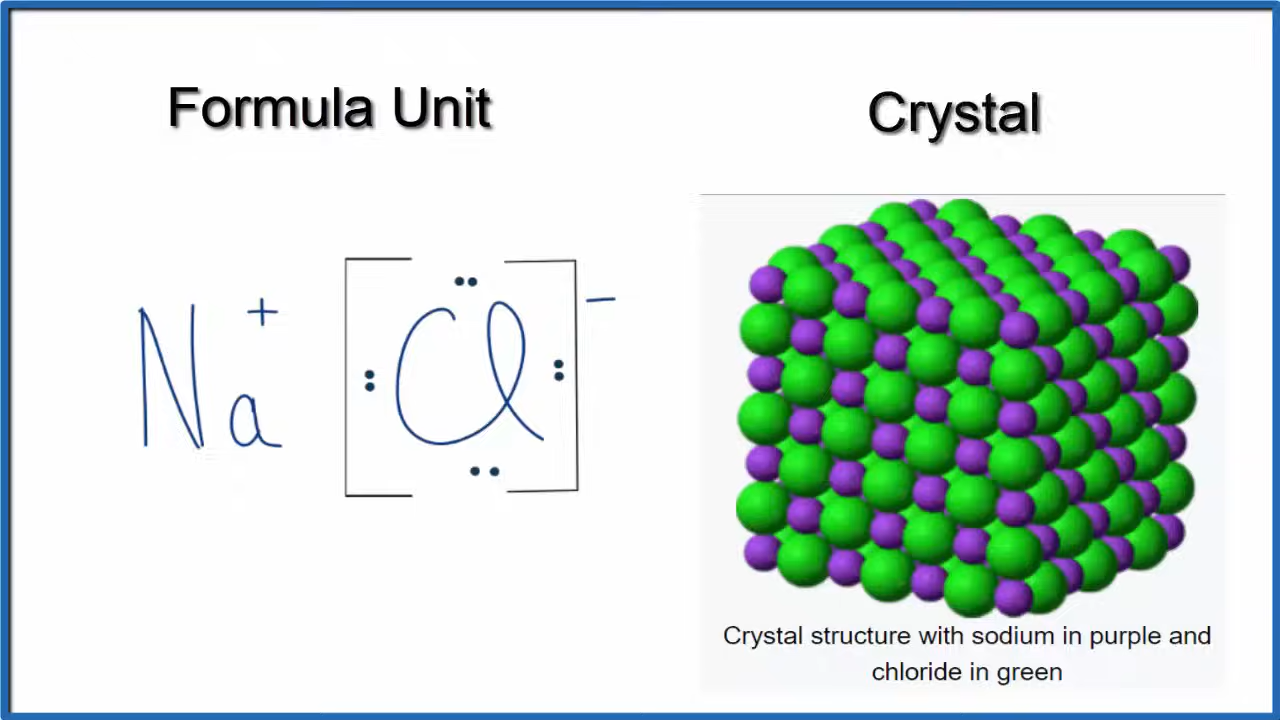 Formula Unit
Crystal
Na+ [Cl]−
Crystal structure with sodium in purple and
chloride in green